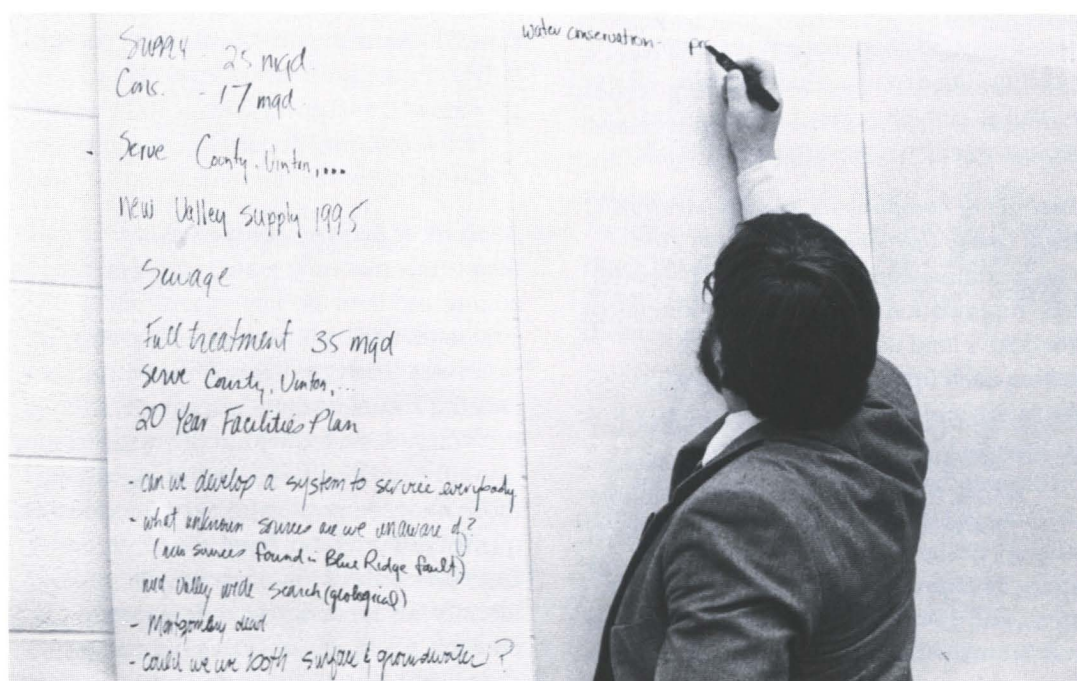 Supply - 25 mgd.
Cons. - 17 mgd.
Serve County, Vinton,...
new Valley supply 1995
Sewage
Full treatment 35 mgd
serve County, Vinton,...
20 Year Facilities Plan
- can we develop a system to service everybody
- what unknown sources are we unaware of?
(new sources found in Blue Ridge fault)
need valley wide search (geological)
- Montgomery dead
- could we use both surface & groundwater?
water conservation - pro